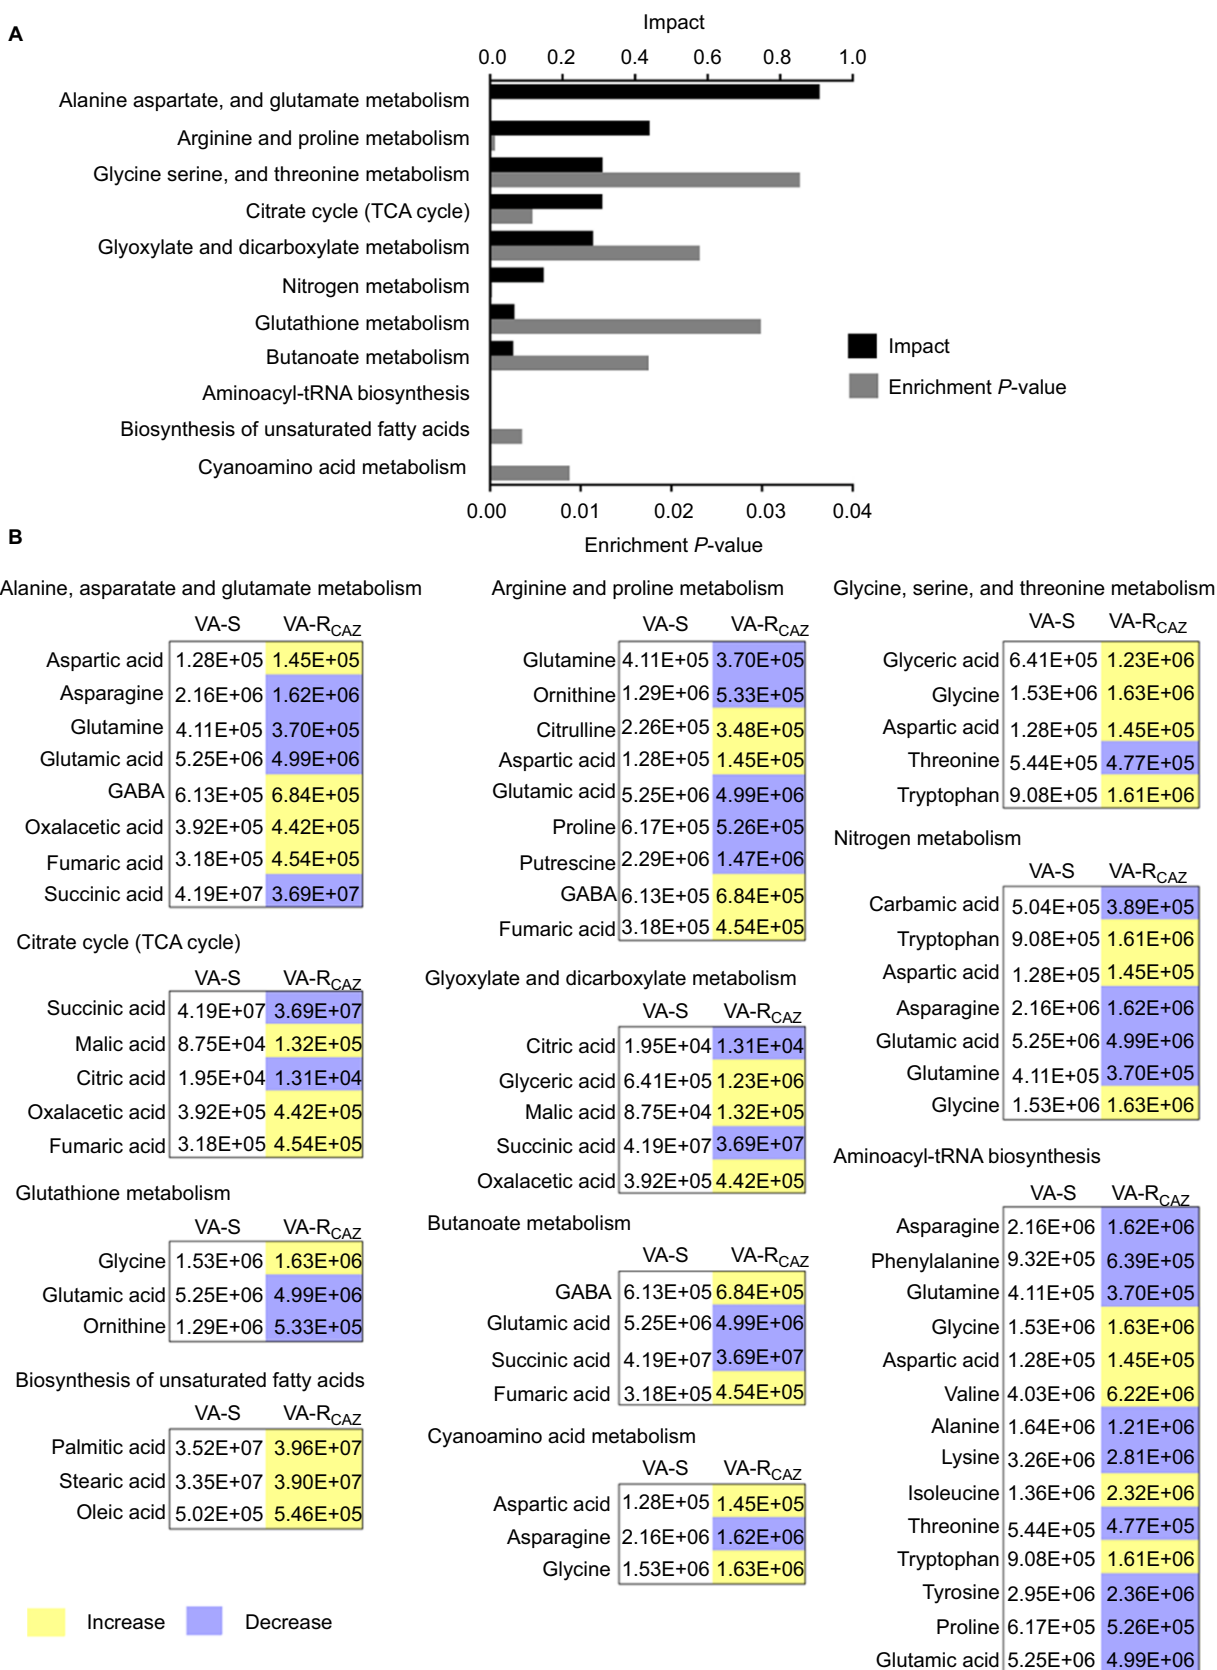 A
Impact
0.0 0.2 0.4 0.6 0.8 1.0
Alanine aspartate, and glutamate metabolism
Arginine and proline metabolism
Glycine serine, and threonine metabolism
Citrate cycle (TCA cycle)
Glyoxylate and dicarboxylate metabolism
Nitrogen metabolism
Glutathione metabolism
Butanoate metabolism
Aminoacyl-tRNA biosynthesis
Biosynthesis of unsaturated fatty acids
Cyanoamino acid metabolism
Impact
Enrichment P-value
0.00 0.01 0.02 0.03 0.04
Enrichment P-value
B
Alanine, asparatate and glutamate metabolism
VA-S VA-RCAZ
Aspartic acid 1.28E+05 1.45E+05
Asparagine 2.16E+06 1.62E+06
Glutamine 4.11E+05 3.70E+05
Glutamic acid 5.25E+06 4.99E+06
GABA 6.13E+05 6.84E+05
Oxalacetic acid 3.92E+05 4.42E+05
Fumaric acid 3.18E+05 4.54E+05
Succinic acid 4.19E+07 3.69E+07
Citrate cycle (TCA cycle)
VA-S VA-RCAZ
Succinic acid 4.19E+07 3.69E+07
Malic acid 8.75E+04 1.32E+05
Citric acid 1.95E+04 1.31E+04
Oxalacetic acid 3.92E+05 4.42E+05
Fumaric acid 3.18E+05 4.54E+05
Glutathione metabolism
VA-S VA-RCAZ
Glycine 1.53E+06 1.63E+06
Glutamic acid 5.25E+06 4.99E+06
Ornithine 1.29E+06 5.33E+05
Biosynthesis of unsaturated fatty acids
VA-S VA-RCAZ
Palmitic acid 3.52E+07 3.96E+07
Stearic acid 3.35E+07 3.90E+07
Oleic acid 5.02E+05 5.46E+05
Increase Decrease
Arginine and proline metabolism
VA-S VA-RCAZ
Glutamine 4.11E+05 3.70E+05
Ornithine 1.29E+06 5.33E+05
Citrulline 2.26E+05 3.48E+05
Aspartic acid 1.28E+05 1.45E+05
Glutamic acid 5.25E+06 4.99E+06
Proline 6.17E+05 5.26E+05
Putrescine 2.29E+06 1.47E+06
GABA 6.13E+05 6.84E+05
Fumaric acid 3.18E+05 4.54E+05
Glyoxylate and dicarboxylate metabolism
VA-S VA-RCAZ
Citric acid 1.95E+04 1.31E+04
Glyceric acid 6.41E+05 1.23E+06
Malic acid 8.75E+04 1.32E+05
Succinic acid 4.19E+07 3.69E+07
Oxalacetic acid 3.92E+05 4.42E+05
Butanoate metabolism
VA-S VA-RCAZ
GABA 6.13E+05 6.84E+05
Glutamic acid 5.25E+06 4.99E+06
Succinic acid 4.19E+07 3.69E+07
Fumaric acid 3.18E+05 4.54E+05
Cyanoamino acid metabolism
VA-S VA-RCAZ
Aspartic acid 1.28E+05 1.45E+05
Asparagine 2.16E+06 1.62E+06
Glycine 1.53E+06 1.63E+06
Glycine, serine, and threonine metabolism
VA-S VA-RCAZ
Glyceric acid 6.41E+05 1.23E+06
Glycine 1.53E+06 1.63E+06
Aspartic acid 1.28E+05 1.45E+05
Threonine 5.44E+05 4.77E+05
Tryptophan 9.08E+05 1.61E+06
Nitrogen metabolism
VA-S VA-RCAZ
Carbamic acid 5.04E+05 3.89E+05
Tryptophan 9.08E+05 1.61E+06
Aspartic acid 1.28E+05 1.45E+05
Asparagine 2.16E+06 1.62E+06
Glutamic acid 5.25E+06 4.99E+06
Glutamine 4.11E+05 3.70E+05
Glycine 1.53E+06 1.63E+06
Aminoacyl-tRNA biosynthesis
VA-S VA-RCAZ
Asparagine 2.16E+06 1.62E+06
Phenylalanine 9.32E+05 6.39E+05
Glutamine 4.11E+05 3.70E+05
Glycine 1.53E+06 1.63E+06
Aspartic acid 1.28E+05 1.45E+05
Valine 4.03E+06 6.22E+06
Alanine 1.64E+06 1.21E+06
Lysine 3.26E+06 2.81E+06
Isoleucine 1.36E+06 2.32E+06
Threonine 5.44E+05 4.77E+05
Tryptophan 9.08E+05 1.61E+06
Tyrosine 2.95E+06 2.36E+06
Proline 6.17E+05 5.26E+05
Glutamic acid 5.25E+06 4.99E+06